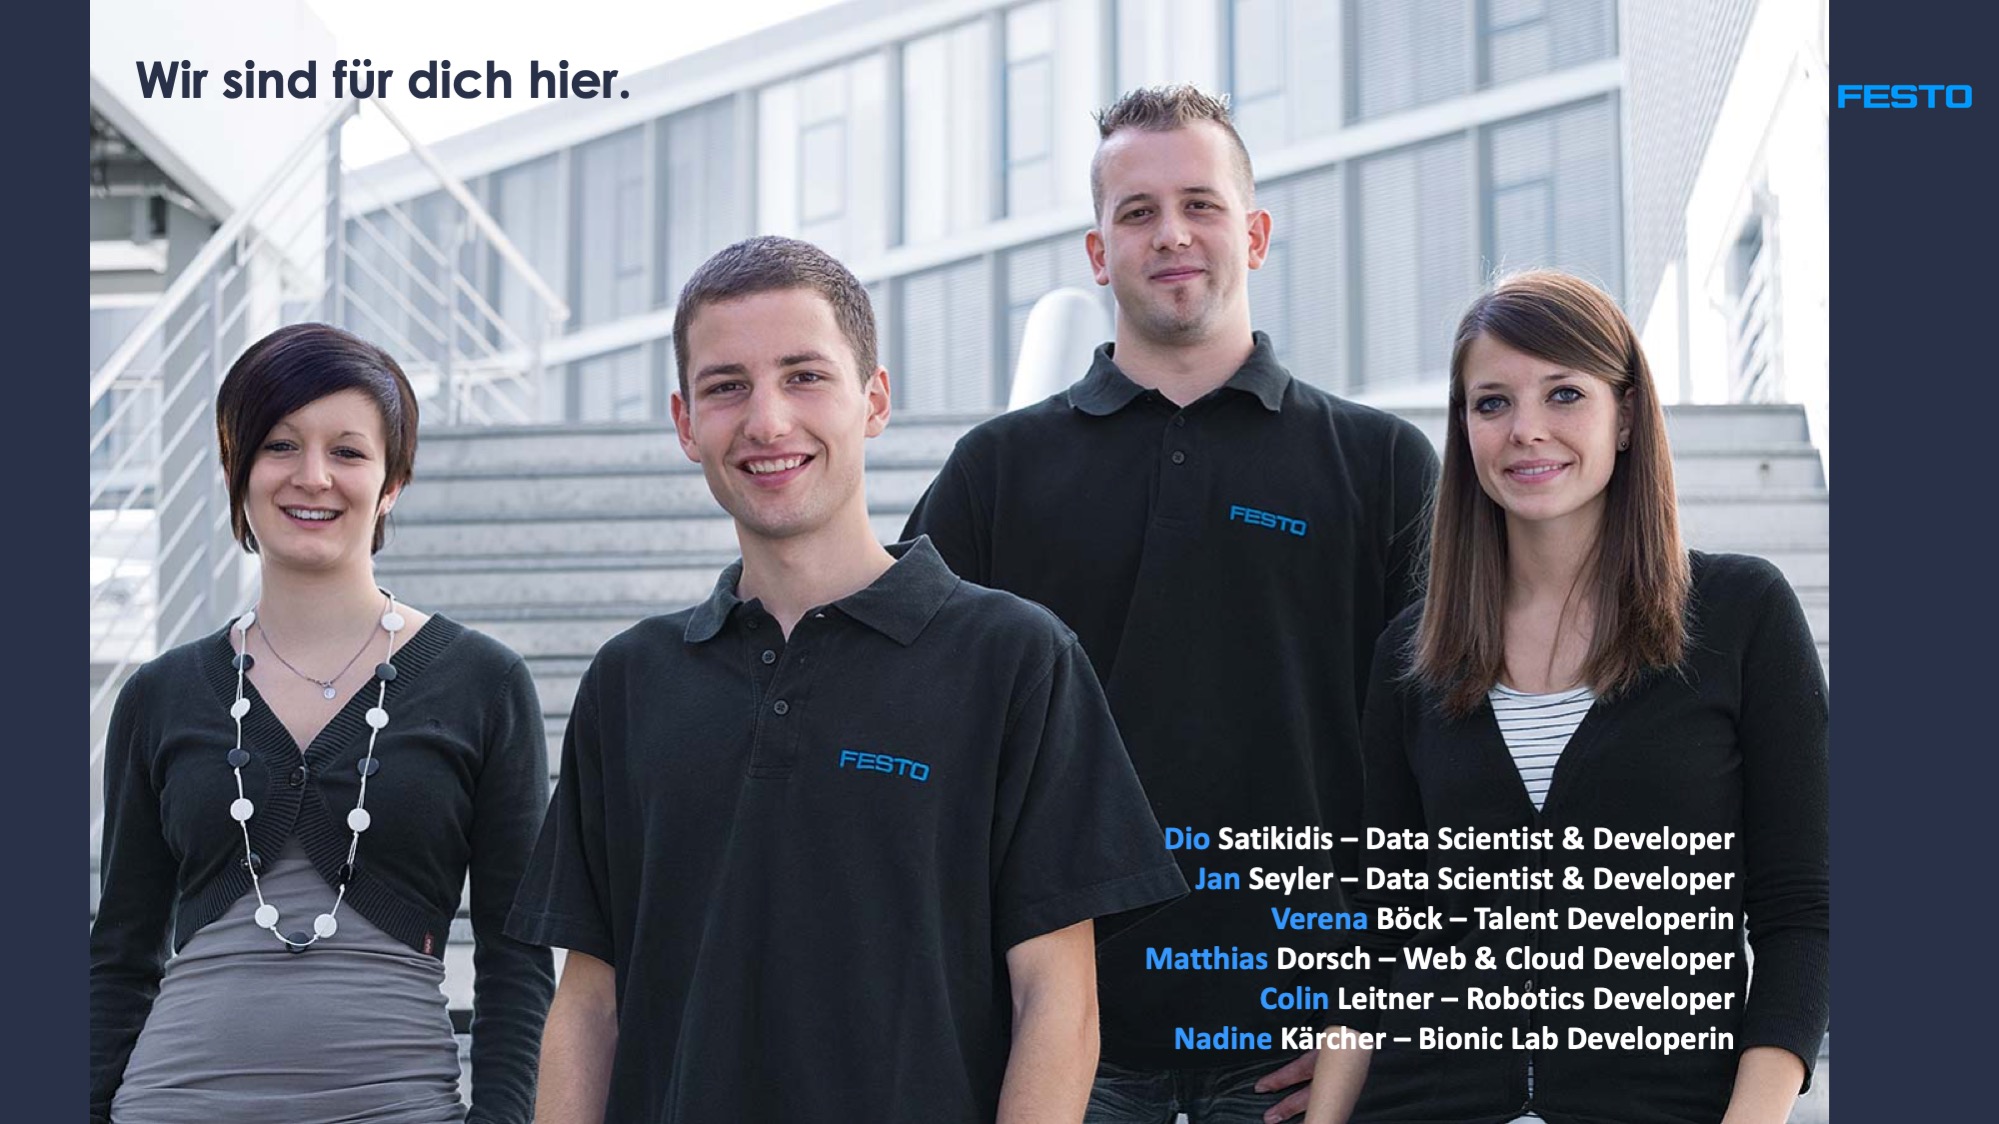 Wir sind für dich hier.
FESTO
FESTO
FESTO
Dio Satikidis – Data Scientist & Developer
Jan Seyler – Data Scientist & Developer
Verena Böck – Talent Developerin
Matthias Dorsch – Web & Cloud Developer
Colin Leitner – Robotics Developer
Nadine Kärcher – Bionic Lab Developerin